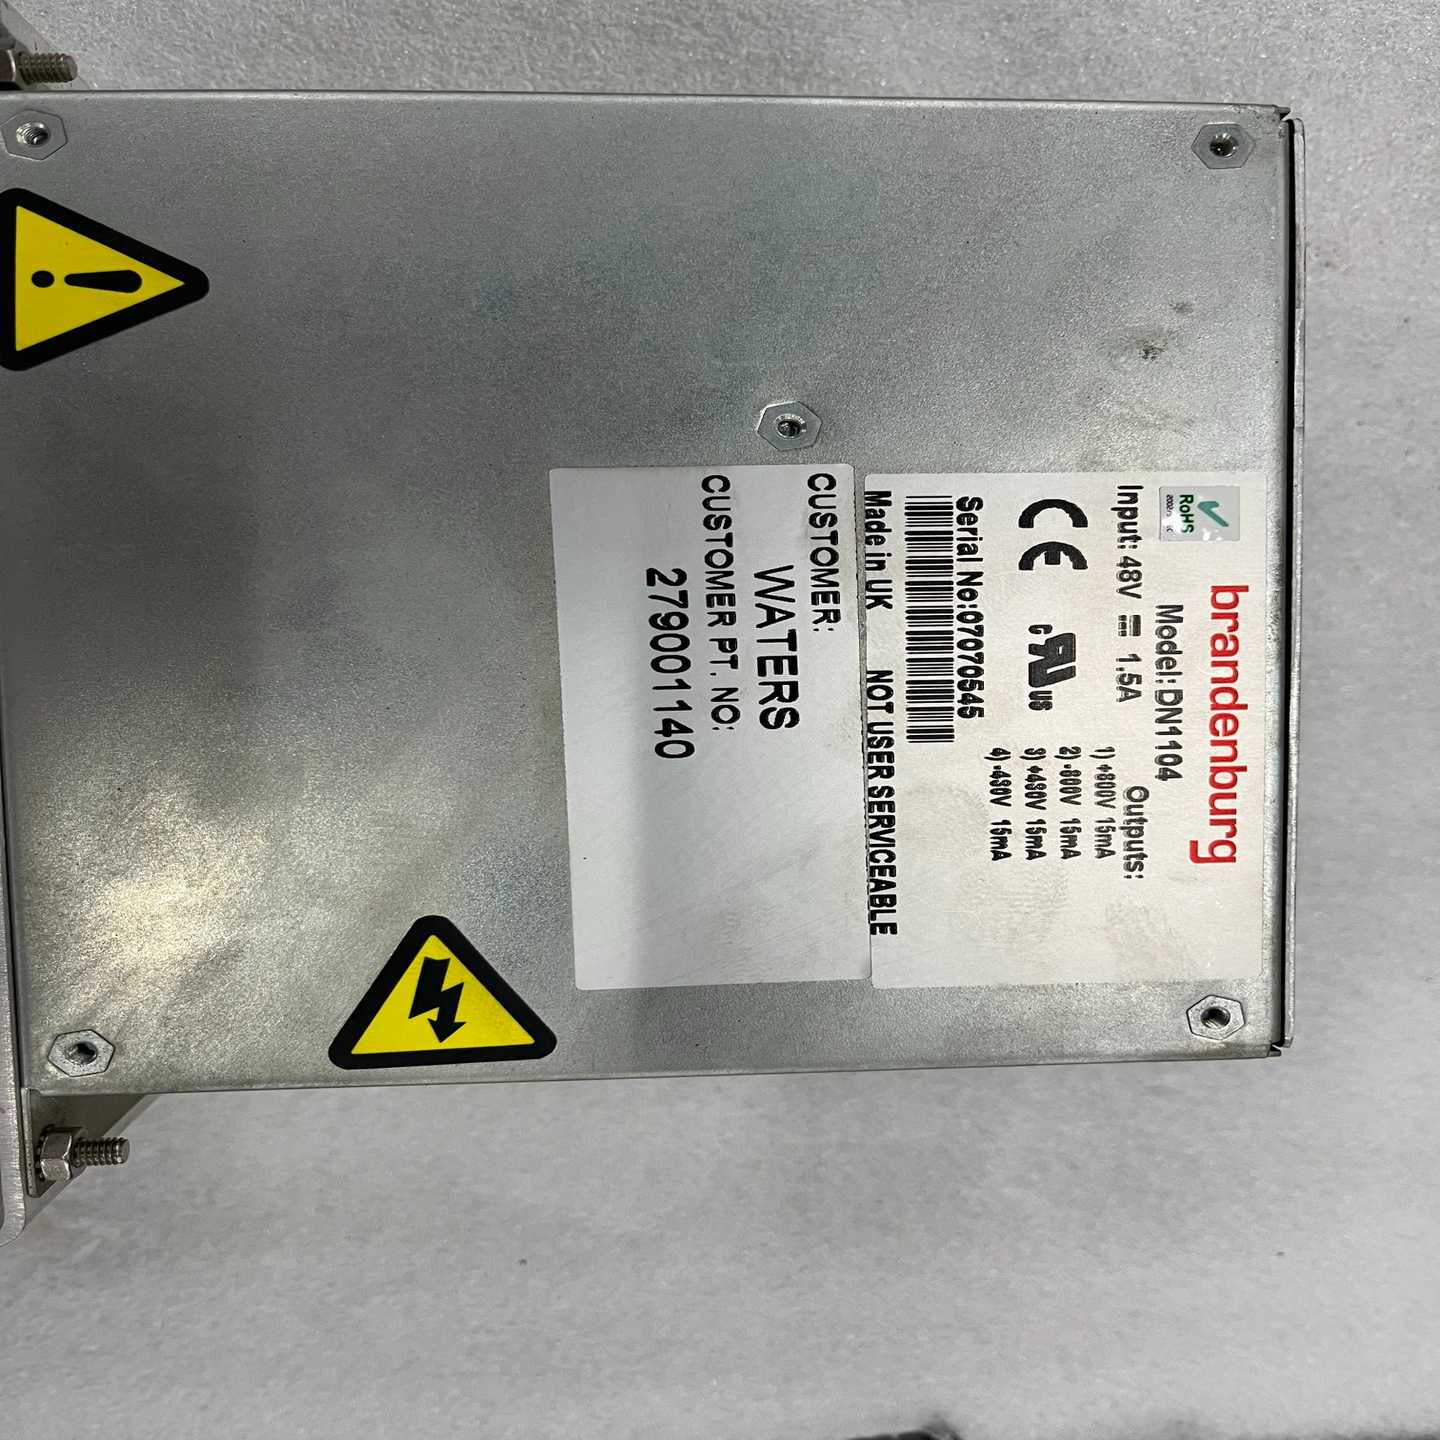 brandenburg
Model: DN1104
RoHS
Input: 48V 1.5A
Outputs:
1) +800V 15mA
2) -800V 15mA
3) +430V 15mA
4) -430V 15mA
CE
C US
Serial No:07070545
Made in UK NOT USER SERVICEABLE
CUSTOMER:
WATERS
CUSTOMER PT. NO:
279001140